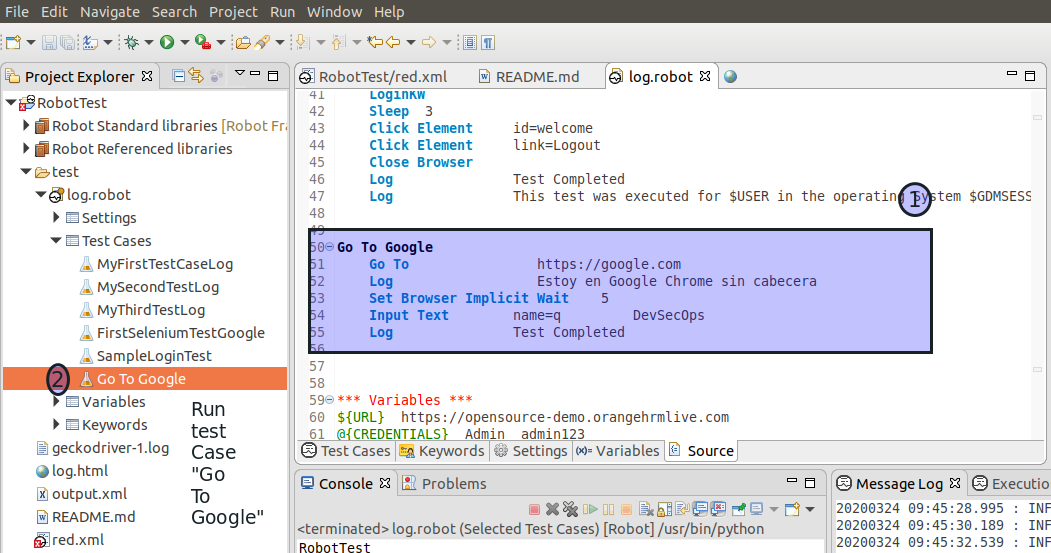 File Edit Navigate Search Project Run Window Help
Project Explorer
RobotTest
Robot Standard libraries [Robot Fra
Robot Referenced libraries
test
log.robot
Settings
Test Cases
MyFirstTestCaseLog
MySecondTestLog
MyThirdTestLog
FirstSeleniumTestGoogle
SampleLoginTest
2 Go To Google
Variables
Keywords
geckodriver-1.log
log.html
output.xml
README.md
red.xml
Run
test
Case
"Go
To
Google"
RobotTest/red.xml README.md log.robot
41 LoginKW
42 Sleep 3
43 Click Element id=welcome
44 Click Element link=Logout
45 Close Browser
46 Log Test Completed
47 Log This test was executed for $USER in the operating system $GDMSESS
1
48
49
50 Go To Google
51 Go To https://google.com
52 Log Estoy en Google Chrome sin cabecera
53 Set Browser Implicit Wait 5
54 Input Text name=q DevSecOps
55 Log Test Completed
56
57
58
59 *** Variables ***
60 ${URL} https://opensource-demo.orangehrmlive.com
61 @{CREDENTIALS} Admin admin123
Test Cases Keywords Settings (x)= Variables Source
Console Problems
<terminated> log.robot (Selected Test Cases) [Robot] /usr/bin/python
RobotTest
Message Log Executio
20200324 09:45:28.995 : INF
20200324 09:45:30.189 : INF
20200324 09:45:32.539 : INF